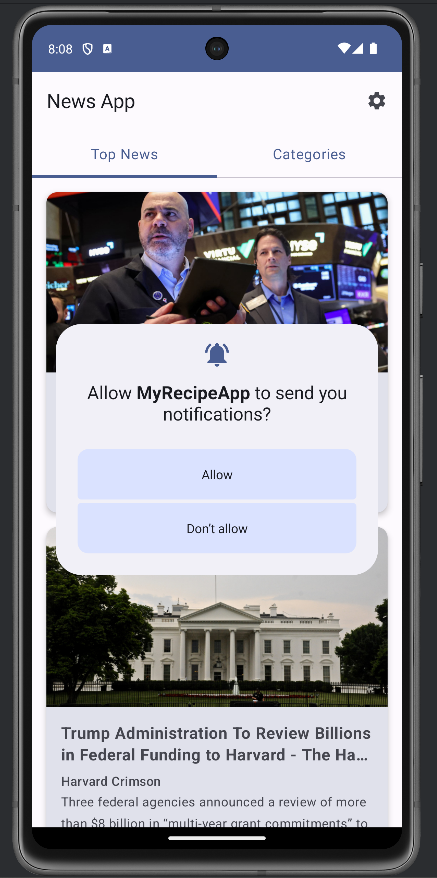 8:08
A
News App
Top News
Categories
VIRTU
NYSE
Allow MyRecipeApp to send you
notifications?
Allow
Don't allow
Trump Administration To Review Billions
in Federal Funding to Harvard - The Ha...
Harvard Crimson
Three federal agencies announced a review of more
than $8 billion in "multi-year grant commitments" to